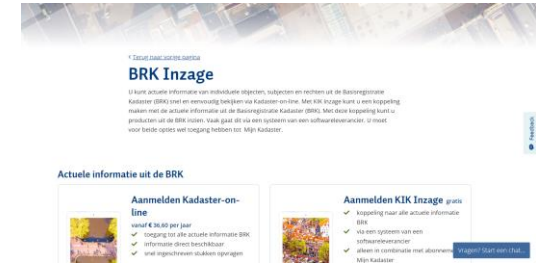 ‹ Terug naar vorige pagina
BRK Inzage
U kunt actuele informatie van individuele objecten, subjecten en rechten uit de Basisregistratie
Kadaster (BRK) snel en eenvoudig bekijken via Kadaster-on-line. Met KIK Inzage kunt u een koppeling
maken met de actuele informatie uit de Basisregistratie Kadaster (BRK). Met deze koppeling kunt u
producten uit de BRK inzien. Vaak gaat dit via een systeem van een softwareleverancier. U moet
voor beide opties wel toegang hebben tot Mijn Kadaster.
Feedback
Actuele informatie uit de BRK
Aanmelden Kadaster-on-
line
vanaf € 36,60 per jaar
toegang tot alle actuele informatie BRK
informatie direct beschikbaar
snel ingeschreven stukken opvragen
Aanmelden KIK Inzage gratis
koppeling naar alle actuele informatie
BRK
via een systeem van een
softwareleverancier
alleen in combinatie met abonneme
Mijn Kadaster
Vragen? Start een chat...